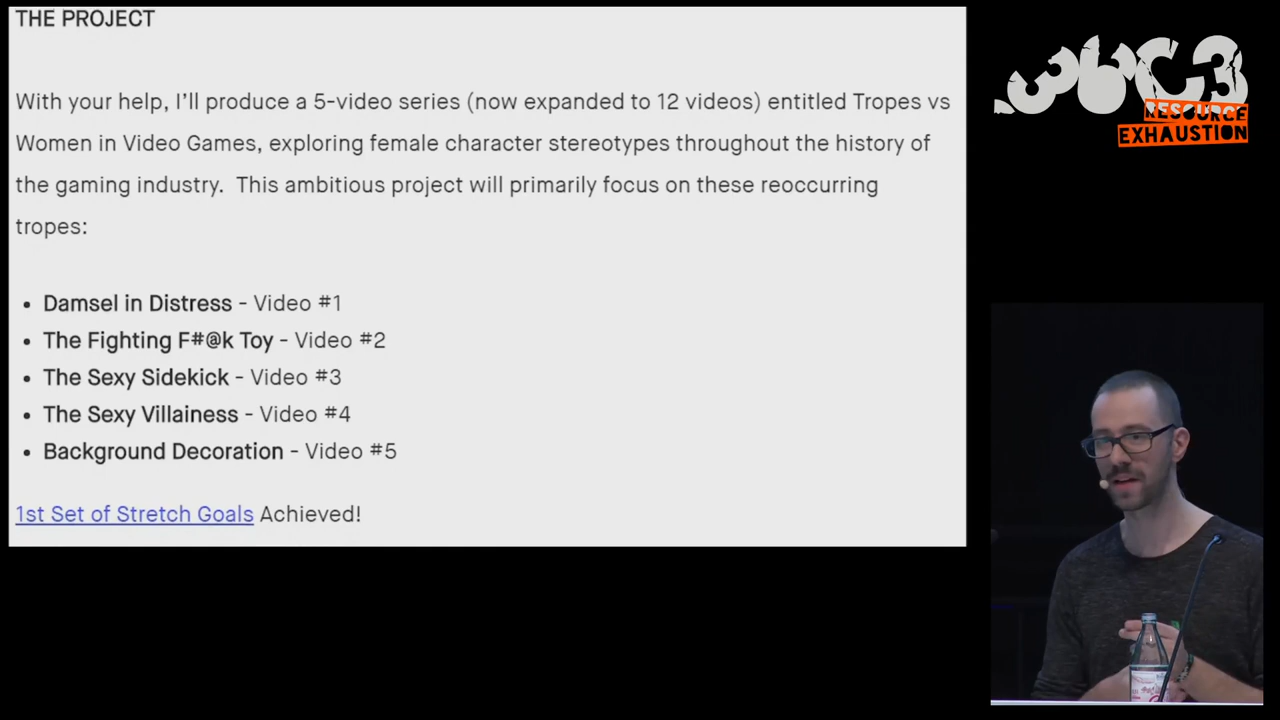 THE PROJECT
With your help, I'll produce a 5-video series (now expanded to 12 videos) entitled Tropes vs
Women in Video Games, exploring female character stereotypes throughout the history of
the gaming industry.  This ambitious project will primarily focus on these reoccurring
tropes:
• Damsel in Distress - Video #1
• The Fighting F#@k Toy - Video #2
• The Sexy Sidekick - Video #3
• The Sexy Villainess - Video #4
• Background Decoration - Video #5
1st Set of Stretch Goals Achieved!
36C3
RESOURCE
EXHAUSTION